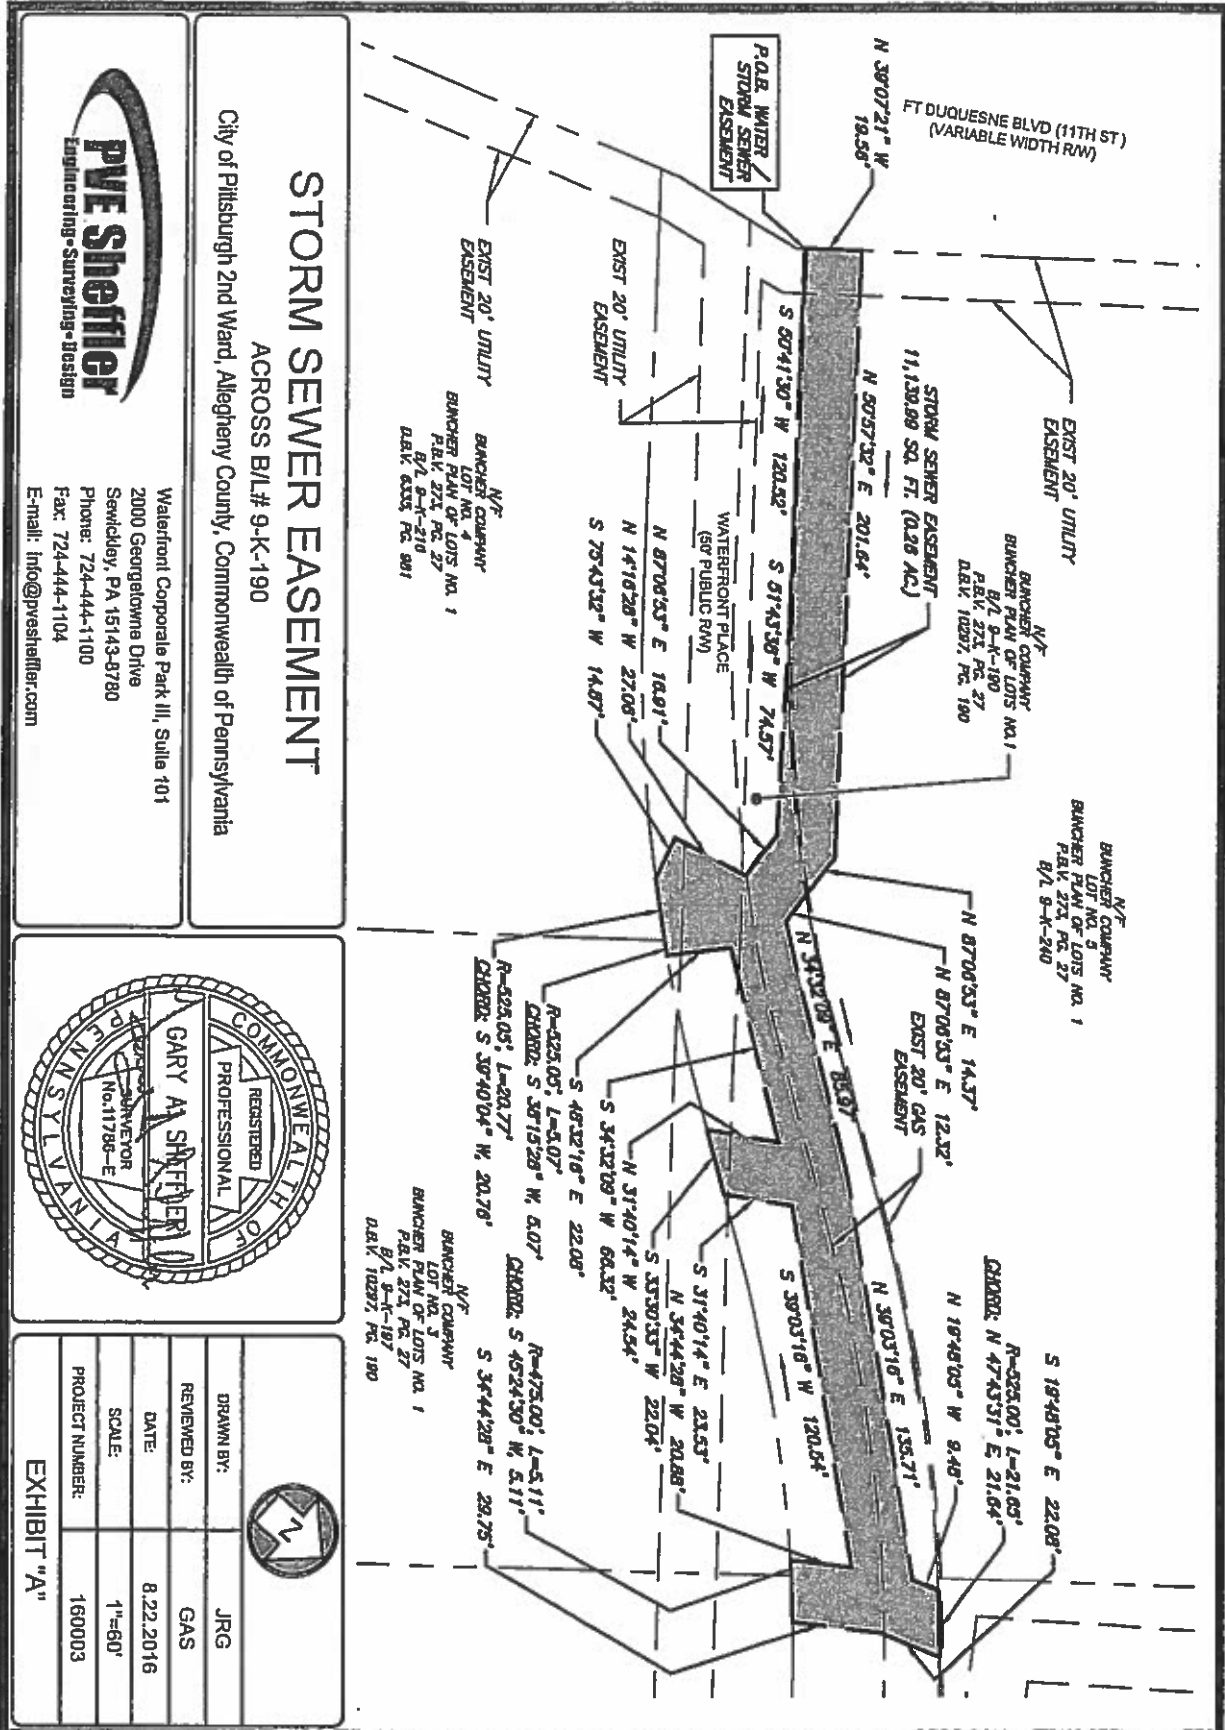 FT DUQUESNE BLVD (11TH ST)
(VARIABLE WIDTH R/W)
N 39°07'21" W
19.56'
P.O.B. WATER /
STORM SEWER
EASEMENT
EXIST 20' UTILITY
EASEMENT
N/F
BUNCHER COMPANY
BUNCHER PLAN OF LOTS NO.1
B/L 9-K-190
P.B.V. 273, PG. 27
D.B.V. 10297, PG. 190
N/F
BUNCHER COMPANY
LOT NO. 5
BUNCHER PLAN OF LOTS NO. 1
P.B.V. 273, PG. 27
B/L 9-K-240
STORM SEWER EASEMENT
11,139.89 SQ. FT. (0.26 AC.)
N 50°57'32" E 201.64'
S 50°41'30" W 120.52'
S 51°43'38" W 74.57'
WATERFRONT PLACE
(50' PUBLIC R/W)
EXIST 20' UTILITY
EASEMENT
EXIST 20' UTILITY
EASEMENT
N 87°06'53" E 16.91'
N 14°16'28" W 27.06'
S 75°43'32" W 14.87'
N/F
BUNCHER COMPANY
LOT NO. 4
BUNCHER PLAN OF LOTS NO. 1
P.B.V. 273, PG. 27
B/L 9-K-210
D.B.V. 6335, PG. 981
N 87°06'53" E 14.37'
N 87°06'53" E 12.32'
EXIST 20' GAS
EASEMENT
N 34°32'09" E 85.97'
S 18°48'05" E 22.08'
R=525.00', L=21.65'
CHORD: N 47°43'31" E, 21.64'
N 19°48'05" W 9.48'
N 39°03'16" E 135.71'
S 39°03'16" W 120.54'
N 34°44'28" W 20.88'
S 31°40'14" E 23.53'
S 33°30'33" W 22.04'
N 31°40'14" W 24.54'
S 34°32'09" W 66.32'
S 48°32'16" E 22.08'
R=525.05', L=5.07'
CHORD: S 38°15'28" W, 5.07'
R=525.05', L=20.77'
CHORD: S 39°40'04" W, 20.76'
R=475.00', L=5.11'
CHORD: S 45°24'30" W, 5.11'
S 34°44'28" E 29.75'
N/F
BUNCHER COMPANY
LOT NO. 3
BUNCHER PLAN OF LOTS NO. 1
P.B.V. 273, PG. 27
B/L 9-K-197
D.B.V. 10297, PG. 190
STORM SEWER EASEMENT
ACROSS B/L# 9-K-190
City of Pittsburgh 2nd Ward, Allegheny County, Commonwealth of Pennsylvania
PVE Sheffler
Engineering•Surveying•Design
Waterfront Corporate Park III, Suite 101
2000 Georgetowne Drive
Sewickley, PA 15143-8780
Phone: 724-444-1100
Fax: 724-444-1104
E-mail: info@pvesheffler.com
COMMONWEALTH OF
PENNSYLVANIA
REGISTERED
PROFESSIONAL
GARY A. SHEFFLER
SURVEYOR
No.11786-E
N
DRAWN BY: JRG
REVIEWED BY: GAS
DATE: 8.22.2016
SCALE: 1"=60'
PROJECT NUMBER: 160003
EXHIBIT "A"